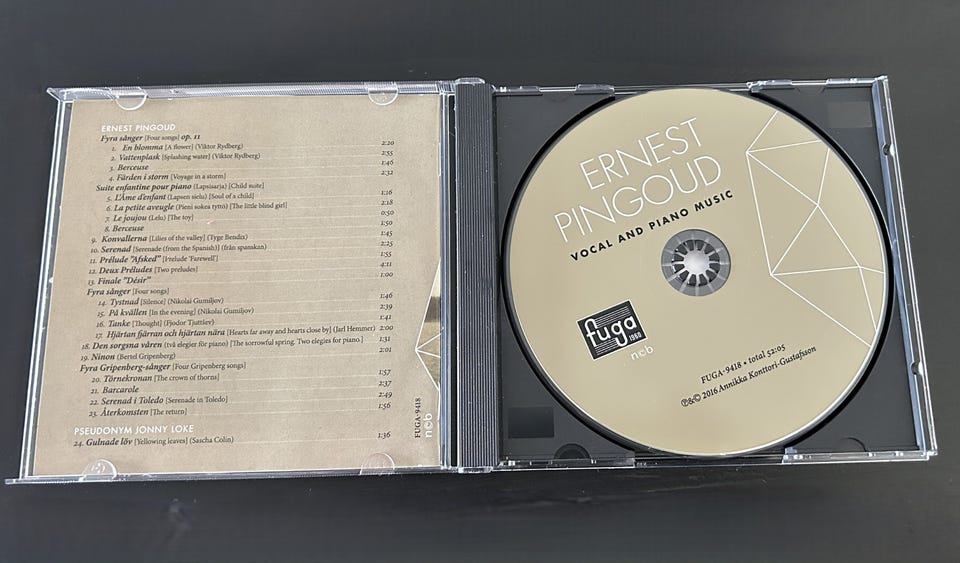 ERNEST PINGOUD
Fyra sånger [Four songs] op. 11
1. En blomma [A flower] (Viktor Rydberg) 2:20
2. Vattenplask [Splashing water] (Viktor Rydberg) 2:55
3. Berceuse 1:46
4. Färden i storm [Voyage in a storm] 2:32
Suite enfantine pour piano (Lapsisarja) [Child suite]
5. L'Âme d'enfant (Lapsen sielu) [Soul of a child] 1:16
6. La petite aveugle (Pieni sokea tyttö) [The little blind girl] 2:18
7. Le joujou (Lelu) [The toy] 0:50
8. Berceuse 1:50
9. Konvallerna [Lilies of the valley] (Tyge Bendix) 1:45
10. Serenad [Serenade (from the Spanish)] (från spanskan) 2:25
11. Prélude "Afsked" [Prelude 'Farewell'] 1:55
12. Deux Préludes [Two preludes] 4:11
13. Finale "Désir" 1:00
Fyra sånger [Four songs]
14. Tystnad [Silence] (Nikolai Gumiljov) 1:46
15. På kvällen [In the evening] (Nikolai Gumiljov) 2:39
16. Tanke [Thought] (Fjodor Tjuttjev) 1:41
17. Hjärtan fjärran och hjärtan nära [Hearts far away and hearts close by] (Jarl Hemmer) 2:00
18. Den sorgsna våren (två elegier för piano) [The sorrowful spring. Two elegies for piano.] 1:31
19. Ninon (Bertel Gripenberg) 2:01
Fyra Gripenberg-sånger [Four Gripenberg songs]
20. Törnekronan [The crown of thorns] 1:57
21. Barcarole 2:37
22. Serenad i Toledo [Serenade in Toledo] 2:49
23. Återkomsten [The return] 1:56
PSEUDONYM JONNY LOKE
24. Gulnade löv [Yellowing leaves] (Sascha Colin) 1:36
FUGA-9418
ncb
ERNEST
PINGOUD
VOCAL AND PIANO MUSIC
fuga
1960
ncb
FUGA-9418 • total 52:05
℗&© 2016 Annikka Konttori-Gustafsson